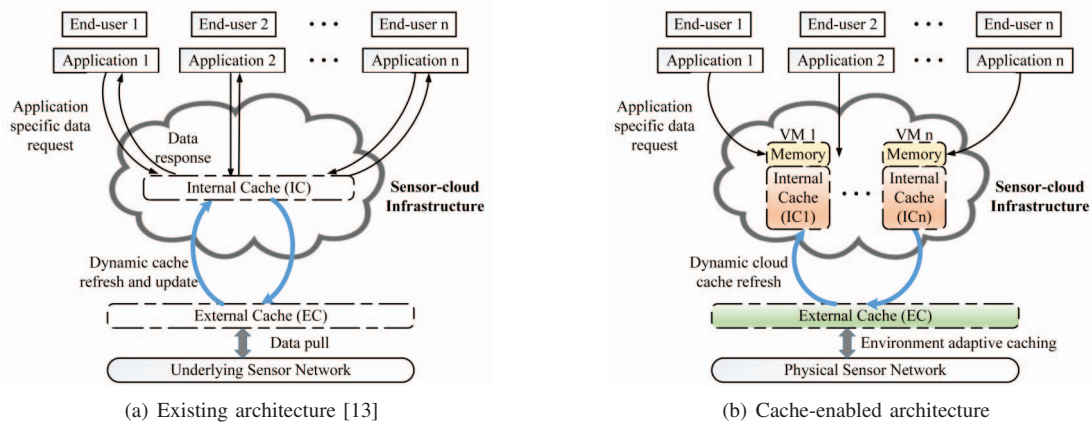 End-user 1 End-user 2 • • • End-user n
Application 1 Application 2 • • • Application n
Application
specific data
request
Data
response
Internal Cache (IC)
Sensor-cloud
Infrastructure
Dynamic cache
refresh and update
External Cache (EC)
Data pull
Underlying Sensor Network
(a) Existing architecture [13]
End-user 1 End-user 2 • • • End-user n
Application 1 Application 2 • • • Application n
Application
specific data
request
VM 1 VM n
Memory Memory
Internal Internal
Cache • • • Cache
(IC1) (ICn)
Sensor-cloud
Infrastructure
Dynamic cloud
cache refresh
External Cache (EC)
Environment adaptive caching
Physical Sensor Network
(b) Cache-enabled architecture